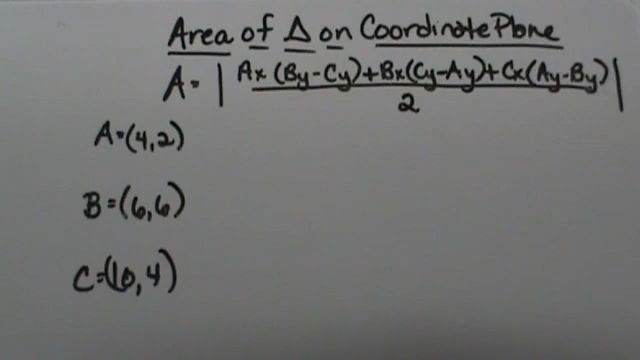 Area of Δ on Coordinate Plane
A = | Ax (By-Cy)+Bx(Cy-Ay)+Cx(Ay-By) / 2 |
A=(4,2)
B=(6,6)
C=(10,4)